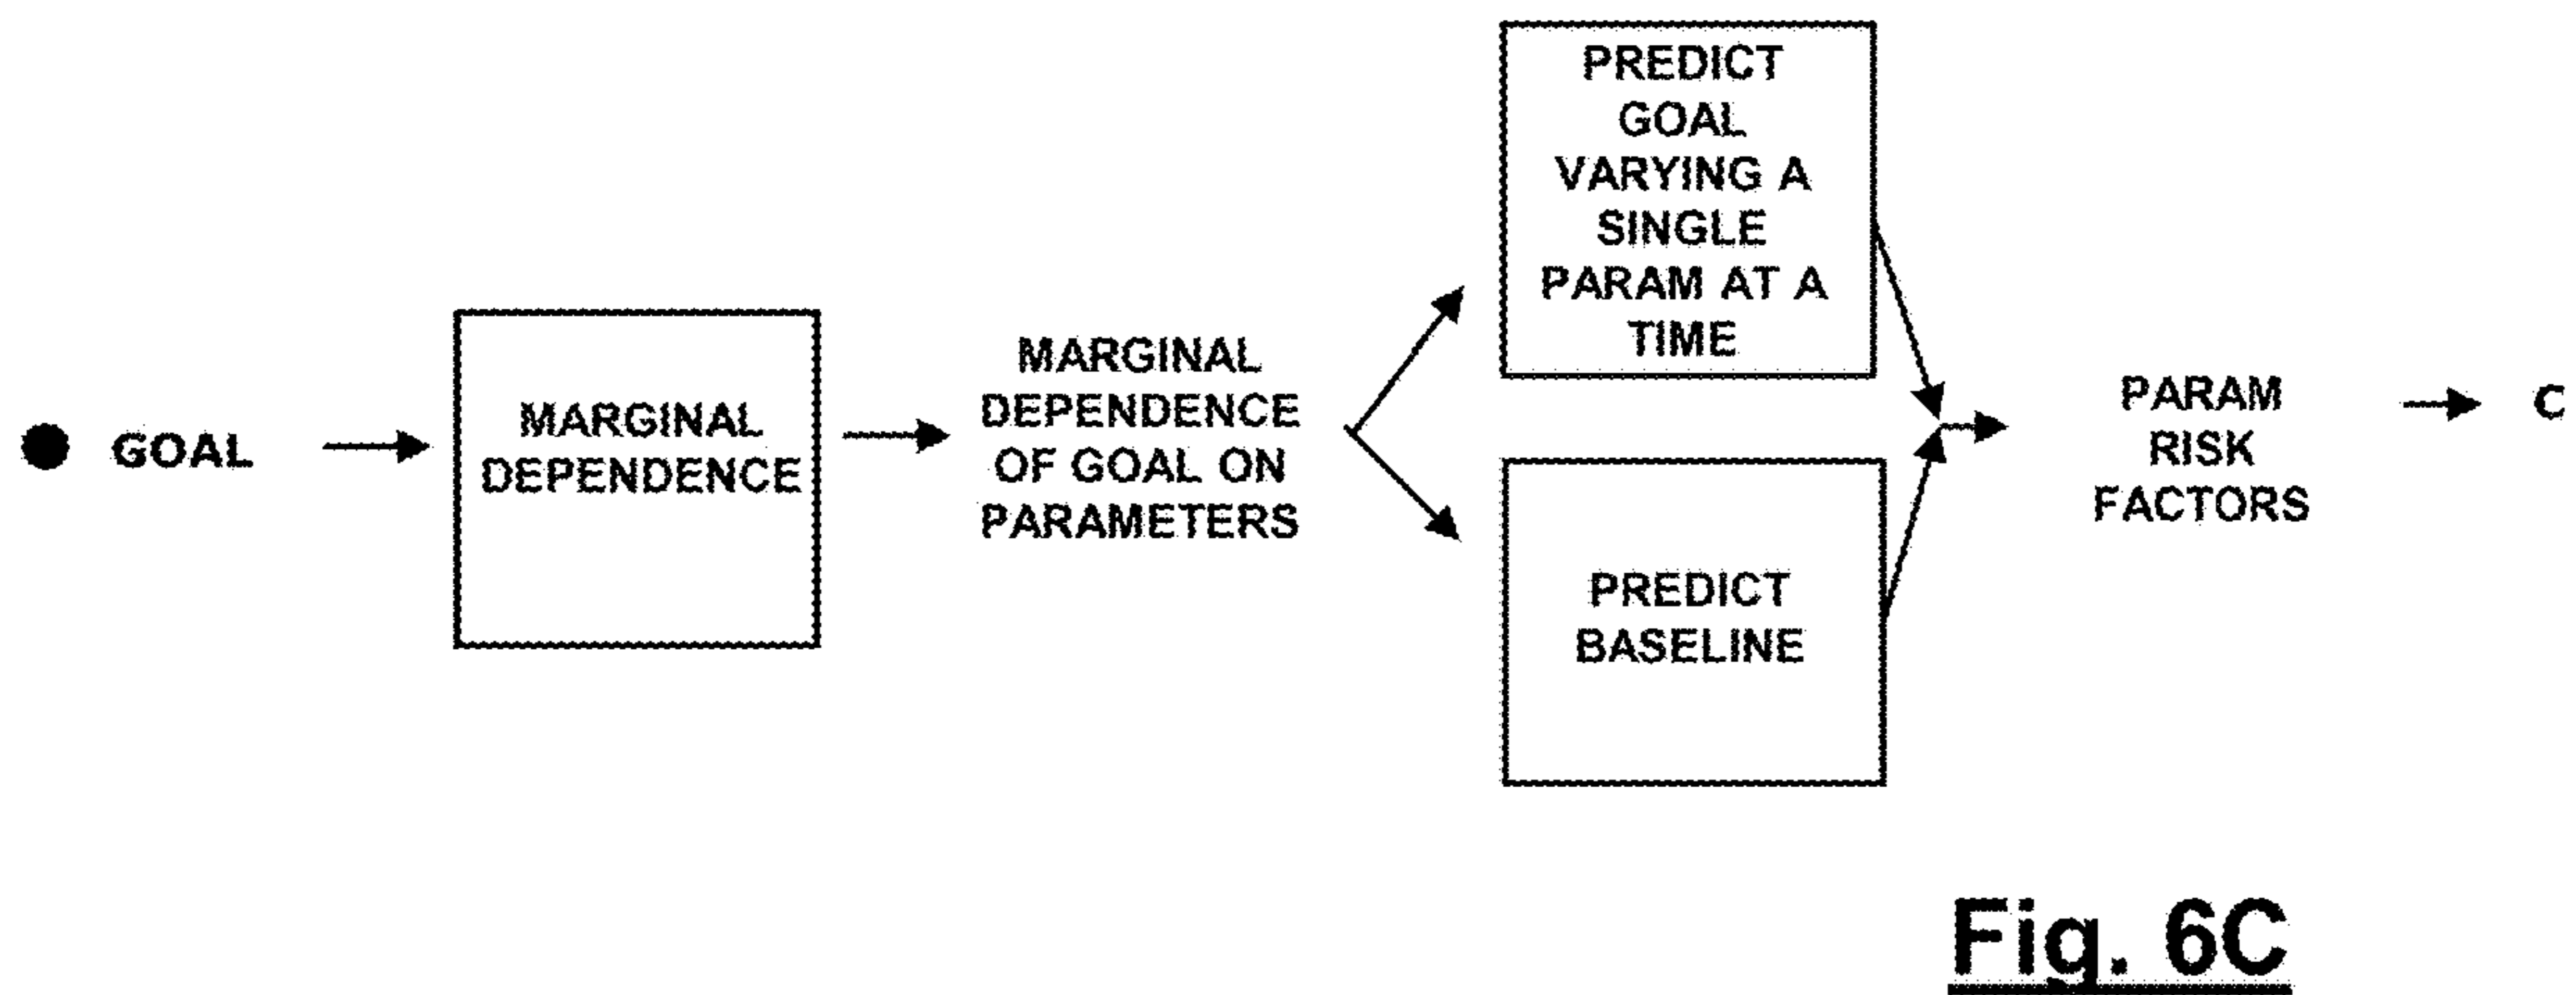 GOAL
MARGINAL
DEPENDENCE
MARGINAL
DEPENDENCE
OF GOAL ON
PARAMETERS
PREDICT
GOAL
VARYING A
SINGLE
PARAM AT A
TIME
PREDICT
BASELINE
PARAM
RISK
FACTORS
C
Fig. 6C